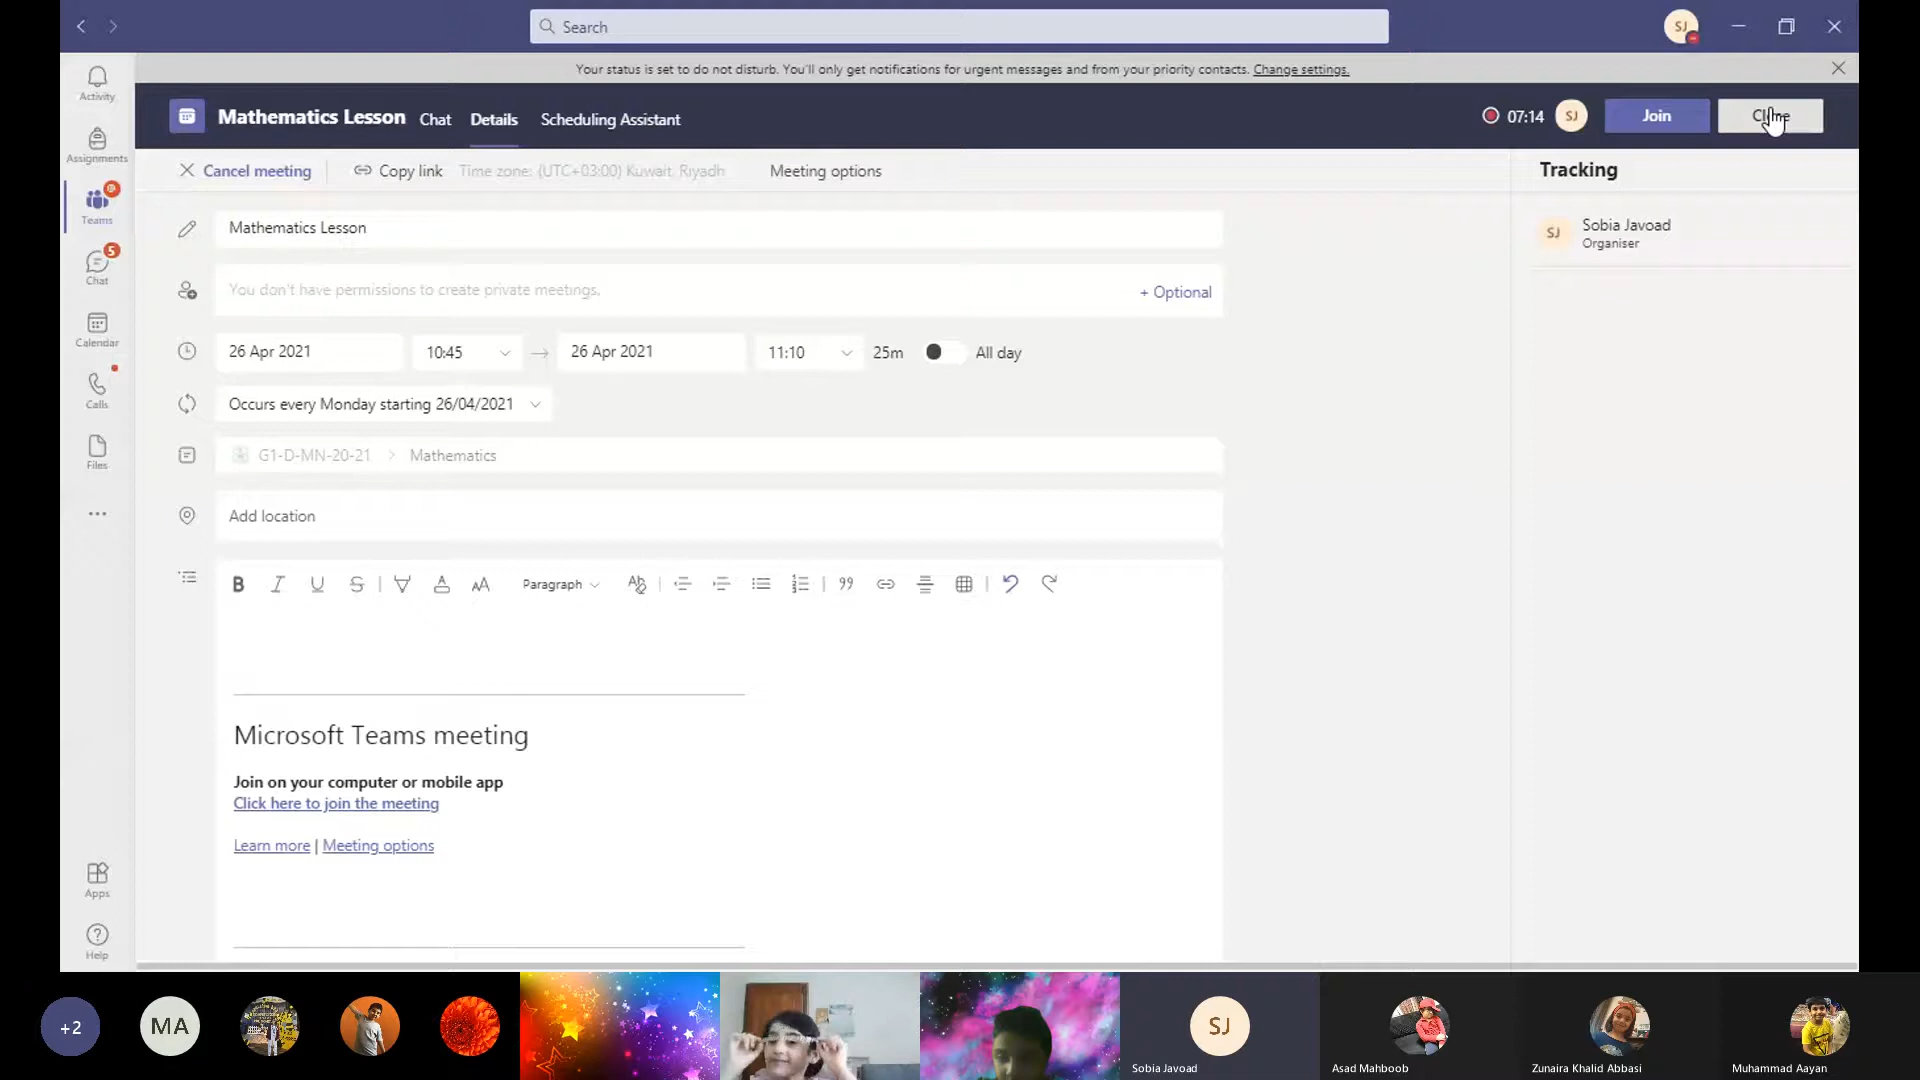 Search
SJ
Your status is set to do not disturb. You'll only get notifications for urgent messages and from your priority contacts. Change settings.
Activity
Assignments
Teams
Chat
5
Calendar
Calls
Files
Apps
Help
Mathematics Lesson
Chat
Details
Scheduling Assistant
07:14
SJ
Join
Close
Cancel meeting
Copy link
Time zone: (UTC+03:00) Kuwait, Riyadh
Meeting options
Tracking
SJ
Sobia Javoad
Organiser
Mathematics Lesson
You don't have permissions to create private meetings.
+ Optional
26 Apr 2021
10:45
26 Apr 2021
11:10
25m
All day
Occurs every Monday starting 26/04/2021
G1-D-MN-20-21 > Mathematics
Add location
Paragraph
Microsoft Teams meeting
Join on your computer or mobile app
Click here to join the meeting
Learn more | Meeting options
+2
MA
SJ
Sobia Javoad
Asad Mahboob
Zunaira Khalid Abbasi
Muhammad Aayan